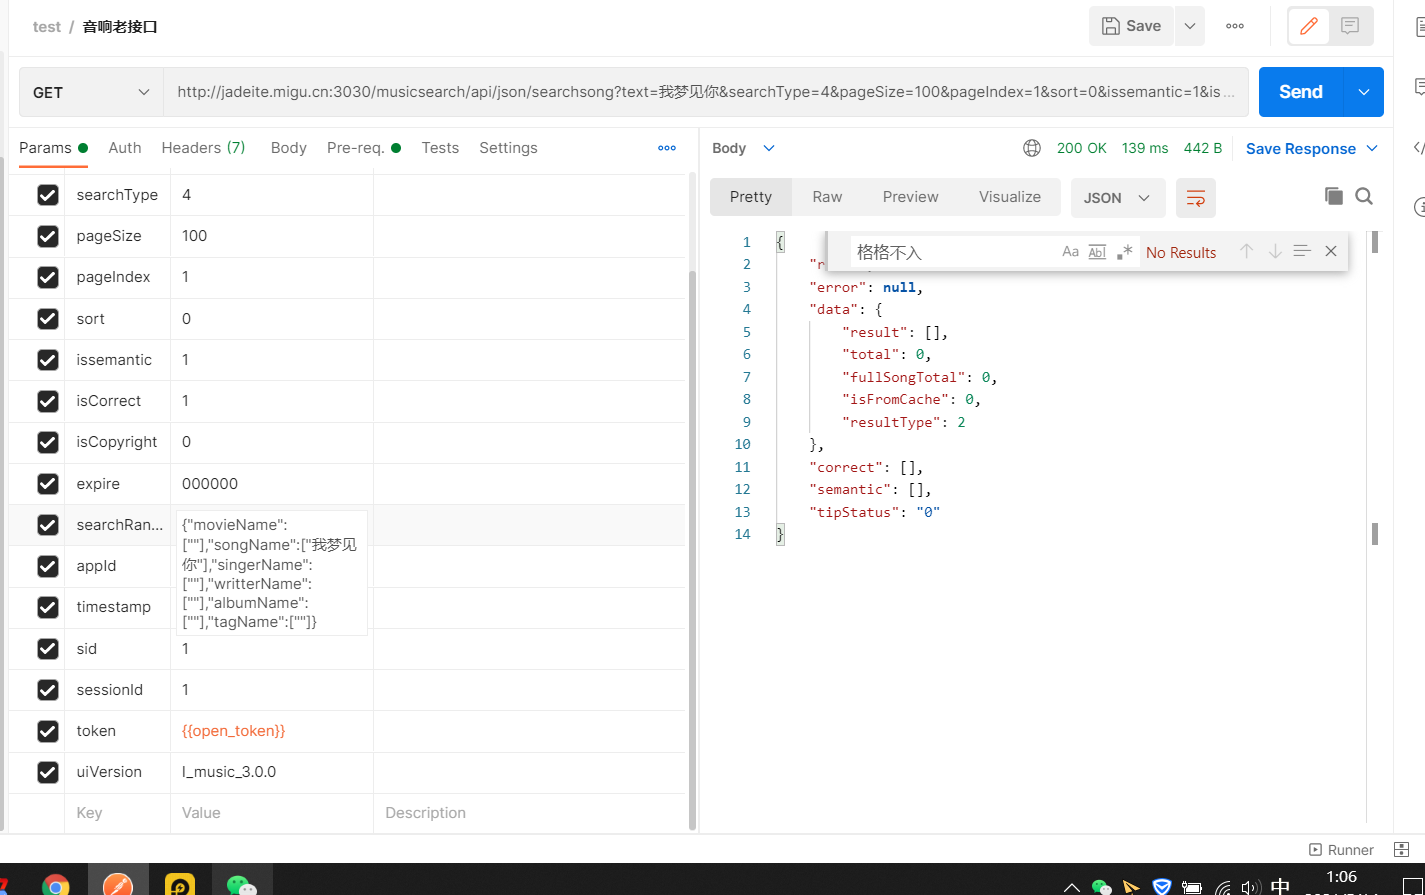 test / 音响老接口
Save
GET
http://jadeite.migu.cn:3030/musicsearch/api/json/searchsong?text=我梦见你&searchType=4&pageSize=100&pageIndex=1&sort=0&issemantic=1&is ...
Send
Params Auth Headers (7) Body Pre-req. Tests Settings
searchType 4
pageSize 100
pageIndex 1
sort 0
issemantic 1
isCorrect 1
isCopyright 0
expire 000000
searchRan...
{"movieName":
[""],"songName":["我梦见
你"],"singerName":
[""],"writterName":
[""],"albumName":
[""],"tagName":[""]}
appId
timestamp
sid 1
sessionId 1
token {{open_token}}
uiVersion I_music_3.0.0
Key Value Description
Body 200 OK 139 ms 442 B Save Response
Pretty Raw Preview Visualize JSON
格格不入 Aa Abl .* No Results
1 {
2 "r
3 "error": null,
4 "data": {
5 "result": [],
6 "total": 0,
7 "fullSongTotal": 0,
8 "isFromCache": 0,
9 "resultType": 2
10 },
11 "correct": [],
12 "semantic": [],
13 "tipStatus": "0"
14 }
Runner
中 1:06